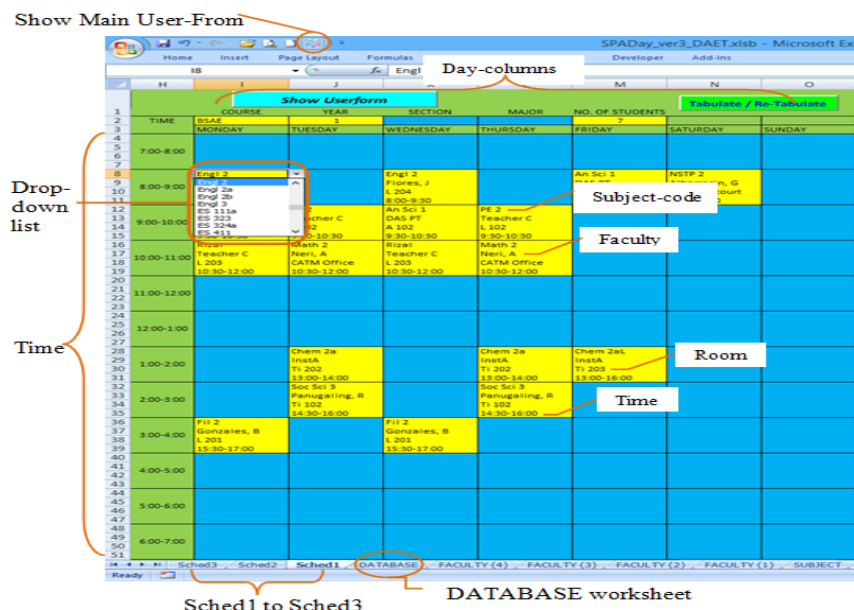 Show Main User-From
SPADay_ver3_DAET.xlsb - Microsoft Ex
Home Insert Page Layout Formulas Developer Add-Ins
I8 fx Engl
Day-columns
H I J M N O
Show Userform
Tabulate / Re-Tabulate
COURSE YEAR SECTION MAJOR NO. OF STUDENTS
TIME BSAE 1 7
MONDAY TUESDAY WEDNESDAY THURSDAY FRIDAY SATURDAY SUNDAY
7:00-8:00
Engl 2 Engl 2 An Sci 1 NSTP 2
Drop-
down
list
8:00-9:00
Engl 2
Engl 2a
Engl 2b
Engl 3
ES 111a
ES 323
ES 324a
ES 411
Flores, J
L 204
8:00-9:30
Subject-code
9:00-10:00
An Sci 1 PE 2
DAS PT Teacher C
A 102 L 102
9:30-10:30 9:30-10:30
Faculty
10:00-11:00
Rizal Math 2 Rizal Math 2
Teacher C Neri, A Teacher C Neri, A
L 203 CATM Office L 203 CATM Office
10:30-12:00 10:30-12:00 10:30-12:00 10:30-12:00
11:00-12:00
12:00-1:00
Time
1:00-2:00
Chem 2a Chem 2a Chem 2aL
InstA InstA InstA
Ti 202 Ti 202 Ti 203
13:00-14:00 13:00-14:00 13:00-16:00
Room
2:00-3:00
Soc Sci 3 Soc Sci 3
Panugaling, R Panugaling, R
Ti 102 Ti 102
14:30-16:00 14:30-16:00
Time
3:00-4:00
Fil 2 Fil 2
Gonzales, B Gonzales, B
L 201 L 201
15:30-17:00 15:30-17:00
4:00-5:00
5:00-6:00
6:00-7:00
Sched3 Sched2 Sched1 DATABASE FACULTY (4) FACULTY (3) FACULTY (2) FACULTY (1) SUBJECT
Ready
Sched1 to Sched3
DATABASE worksheet